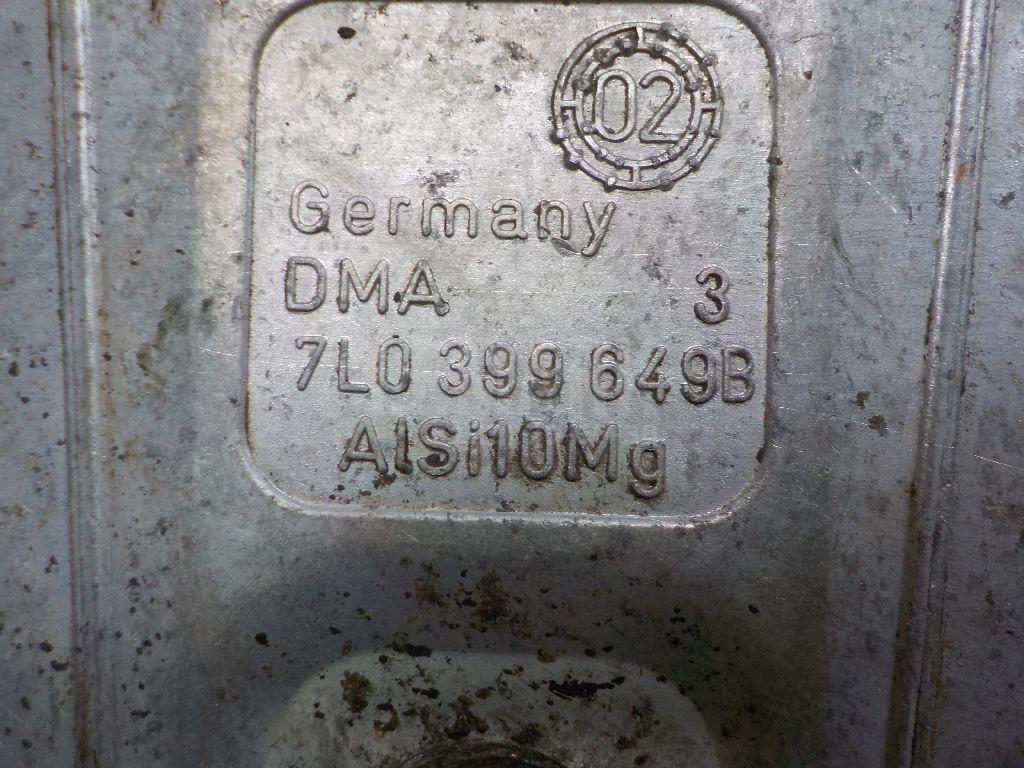 02
Germany
DMA 3
7L0 399 649B
AlSi10Mg